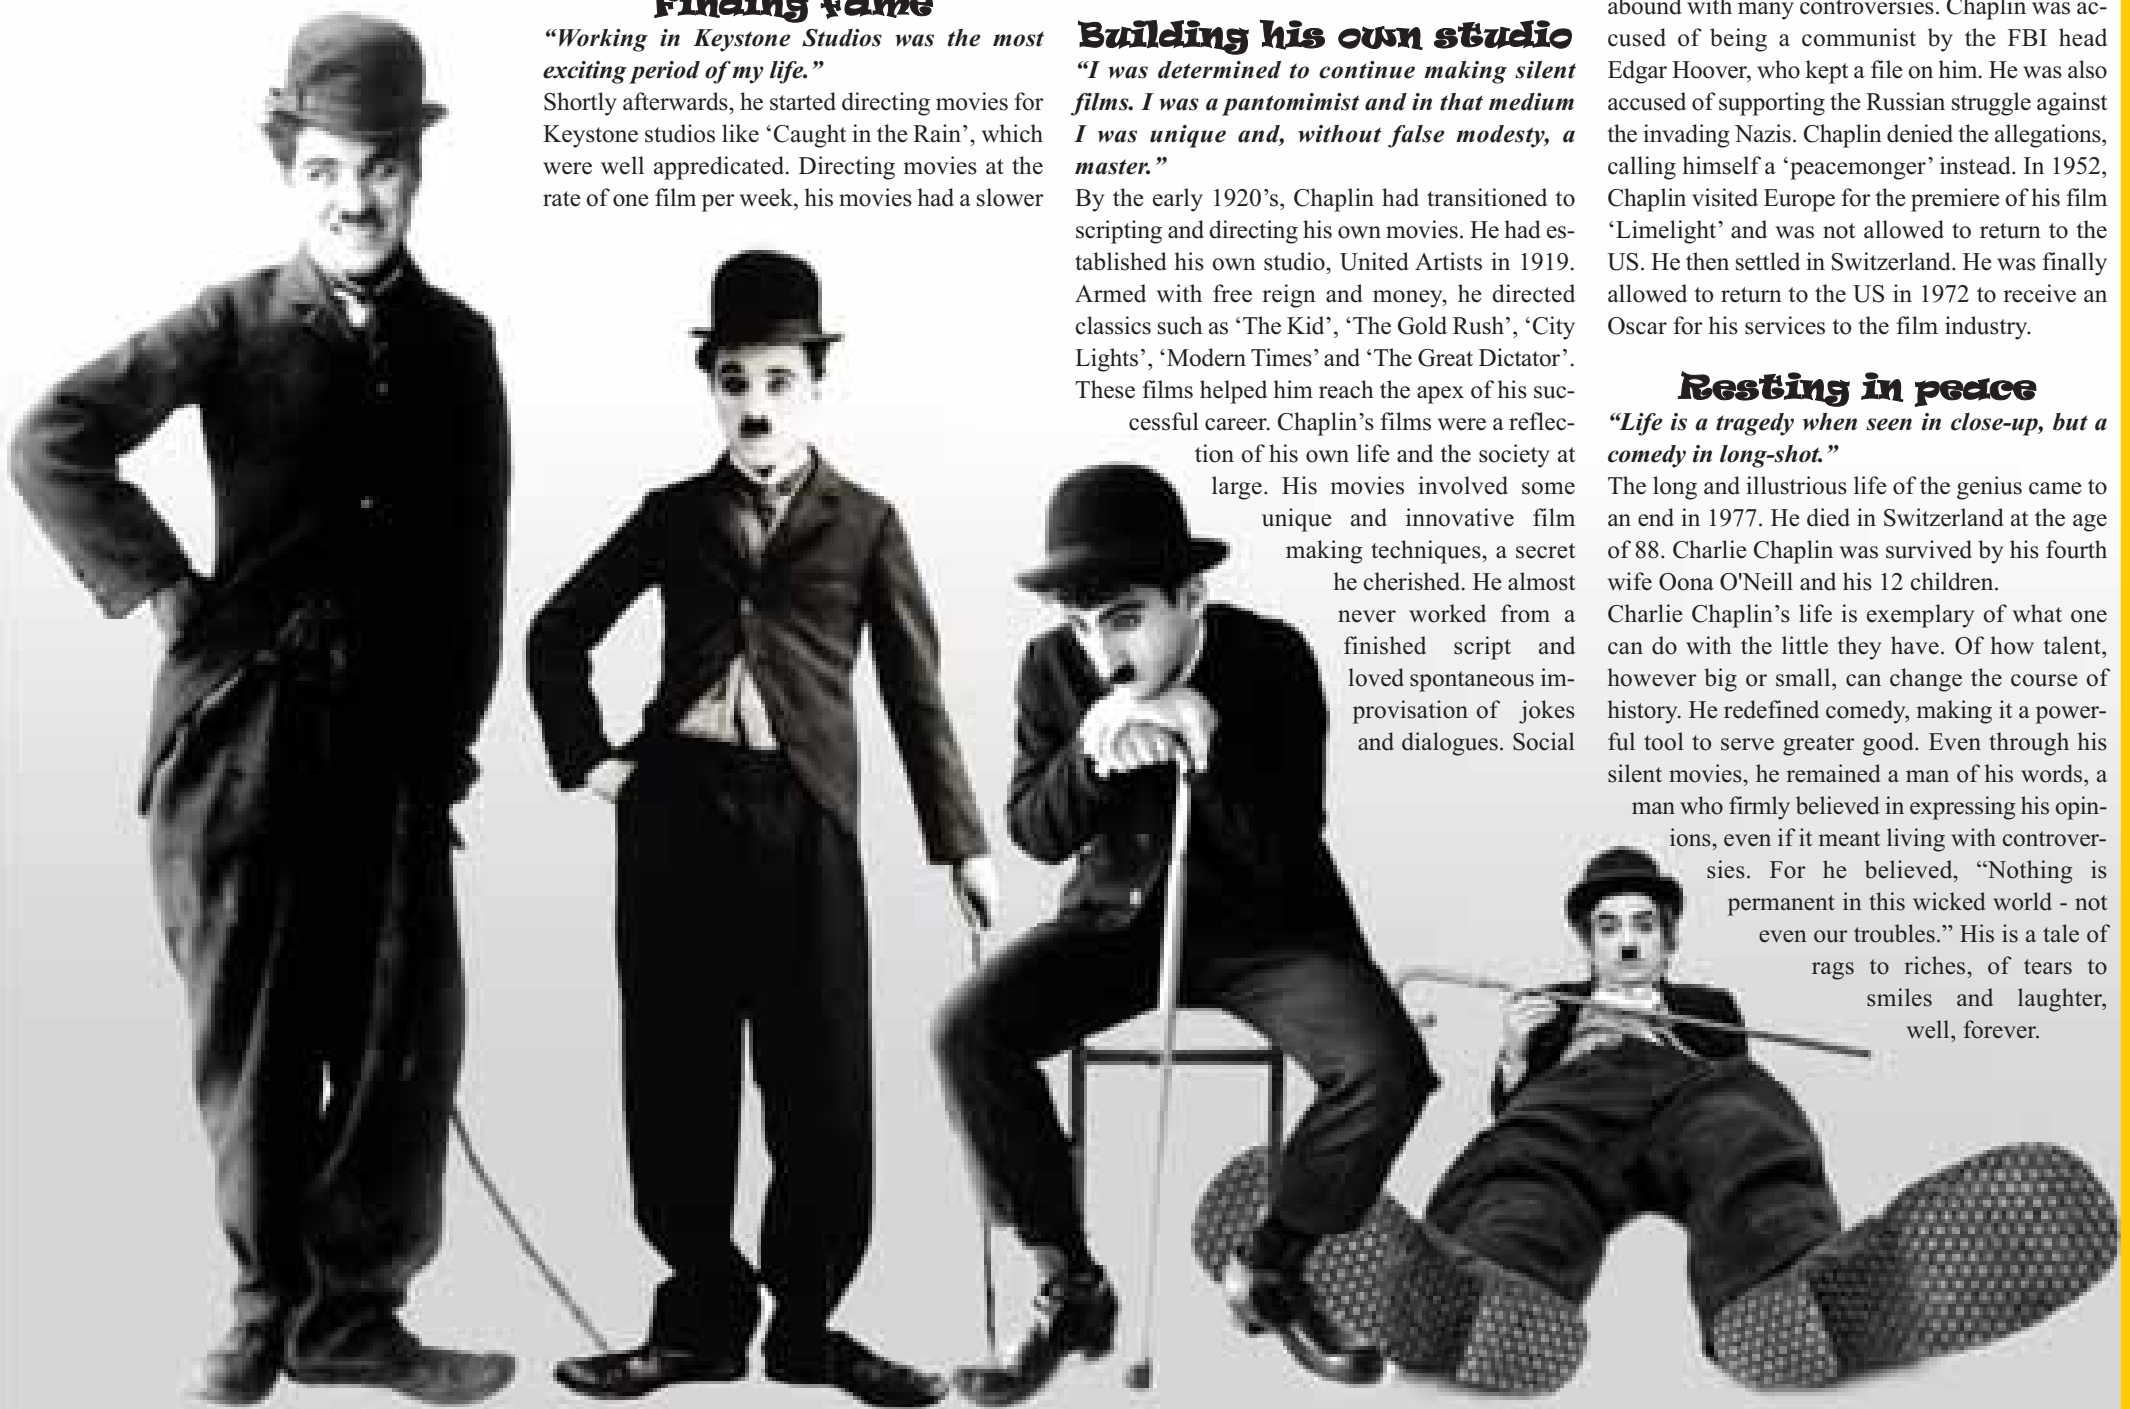 Finding fame
“Working in Keystone Studios was the most
exciting period of my life.”
Shortly afterwards, he started directing movies for
Keystone studios like ‘Caught in the Rain’, which
were well appredicated. Directing movies at the
rate of one film per week, his movies had a slower
Building his own studio
“I was determined to continue making silent
films. I was a pantomimist and in that medium
I was unique and, without false modesty, a
master.”
By the early 1920’s, Chaplin had transitioned to
scripting and directing his own movies. He had es-
tablished his own studio, United Artists in 1919.
Armed with free reign and money, he directed
classics such as ‘The Kid’, ‘The Gold Rush’, ‘City
Lights’, ‘Modern Times’ and ‘The Great Dictator’.
These films helped him reach the apex of his suc-
cessful career. Chaplin’s films were a reflec-
tion of his own life and the society at
large. His movies involved some
unique and innovative film
making techniques, a secret
he cherished. He almost
never worked from a
finished script and
loved spontaneous im-
provisation of jokes
and dialogues. Social
abound with many controversies. Chaplin was ac-
cused of being a communist by the FBI head
Edgar Hoover, who kept a file on him. He was also
accused of supporting the Russian struggle against
the invading Nazis. Chaplin denied the allegations,
calling himself a ‘peacemonger’ instead. In 1952,
Chaplin visited Europe for the premiere of his film
‘Limelight’ and was not allowed to return to the
US. He then settled in Switzerland. He was finally
allowed to return to the US in 1972 to receive an
Oscar for his services to the film industry.
Resting in peace
“Life is a tragedy when seen in close-up, but a
comedy in long-shot.”
The long and illustrious life of the genius came to
an end in 1977. He died in Switzerland at the age
of 88. Charlie Chaplin was survived by his fourth
wife Oona O'Neill and his 12 children.
Charlie Chaplin’s life is exemplary of what one
can do with the little they have. Of how talent,
however big or small, can change the course of
history. He redefined comedy, making it a power-
ful tool to serve greater good. Even through his
silent movies, he remained a man of his words, a
man who firmly believed in expressing his opin-
ions, even if it meant living with controver-
sies. For he believed, “Nothing is
permanent in this wicked world - not
even our troubles.” His is a tale of
rags to riches, of tears to
smiles and laughter,
well, forever.